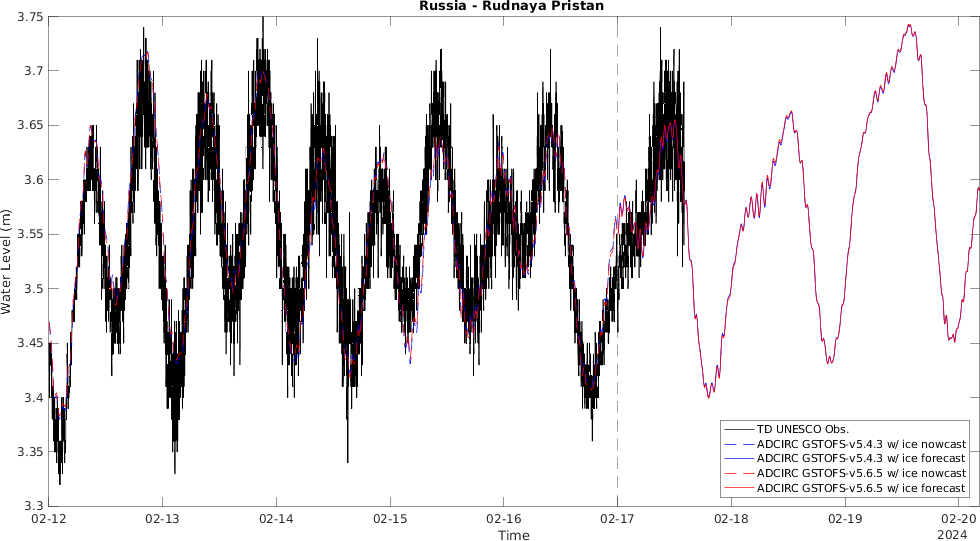 Russia - Rudnaya Pristan
3.75
3.7
3.65
3.6
3.55
3.5
3.45
3.4
3.35
3.3
Water Level (m)
02-12 02-13 02-14 02-15 02-16 02-17 02-18 02-19 02-20
Time
2024
TD UNESCO Obs.
ADCIRC GSTOFS-v5.4.3 w/ ice nowcast
ADCIRC GSTOFS-v5.4.3 w/ ice forecast
ADCIRC GSTOFS-v5.6.5 w/ ice nowcast
ADCIRC GSTOFS-v5.6.5 w/ ice forecast